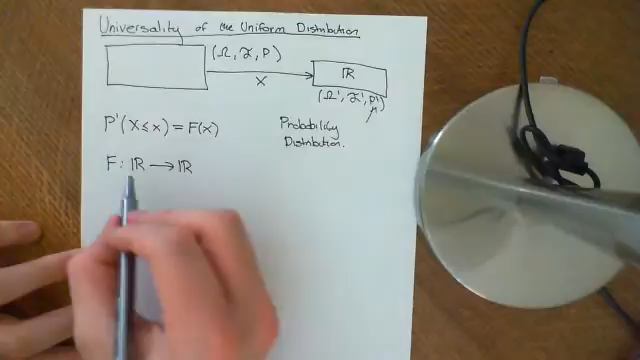 Universality of the Uniform Distribution
(Ω, ℱ, P)
X
ℝ
(Ω', ℱ', P')
P'(X ≤ x) = F(x)
Probability
Distribution.
F: ℝ → ℝ